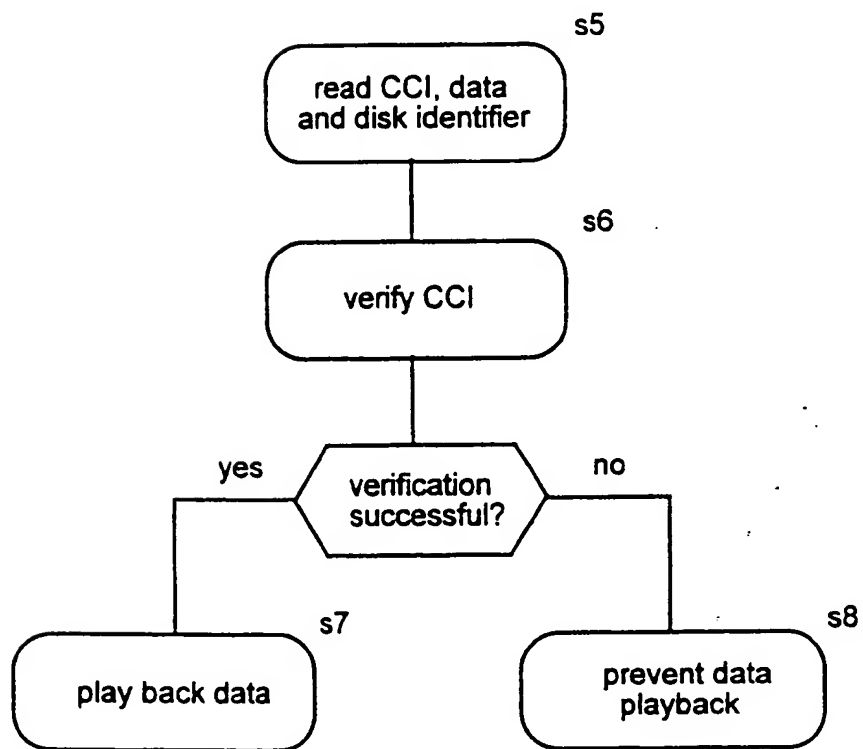 s5
read CCI, data
and disk identifier
s6
verify CCI
yes
no
verification
successful?
s7
s8
play back data
prevent data
playback